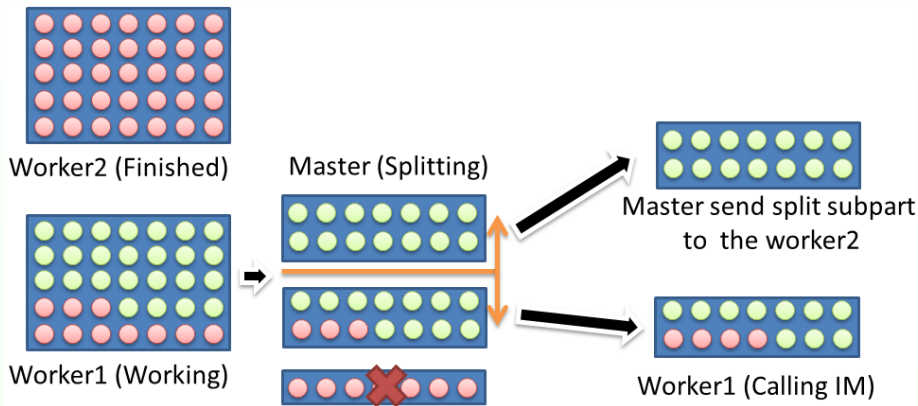 Worker2 (Finished)
Master (Splitting)
Master send split subpart
to the worker2
Worker1 (Working)
Worker1 (Calling IM)